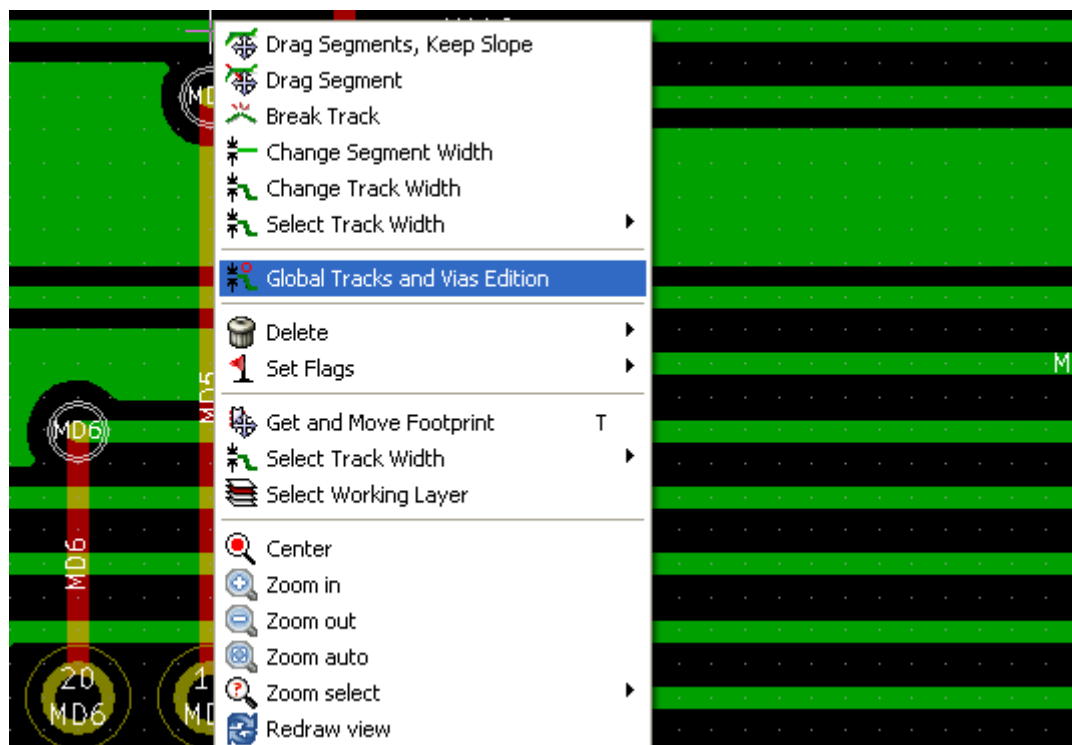 Drag Segments, Keep Slope
Drag Segment
Break Track
Change Segment Width
Change Track Width
Select Track Width
Global Tracks and Vias Edition
Delete
Set Flags
Get and Move Footprint T
Select Track Width
Select Working Layer
Center
Zoom in
Zoom out
Zoom auto
Zoom select
Redraw view
MD5
MD6
MD6
20
MD6
M